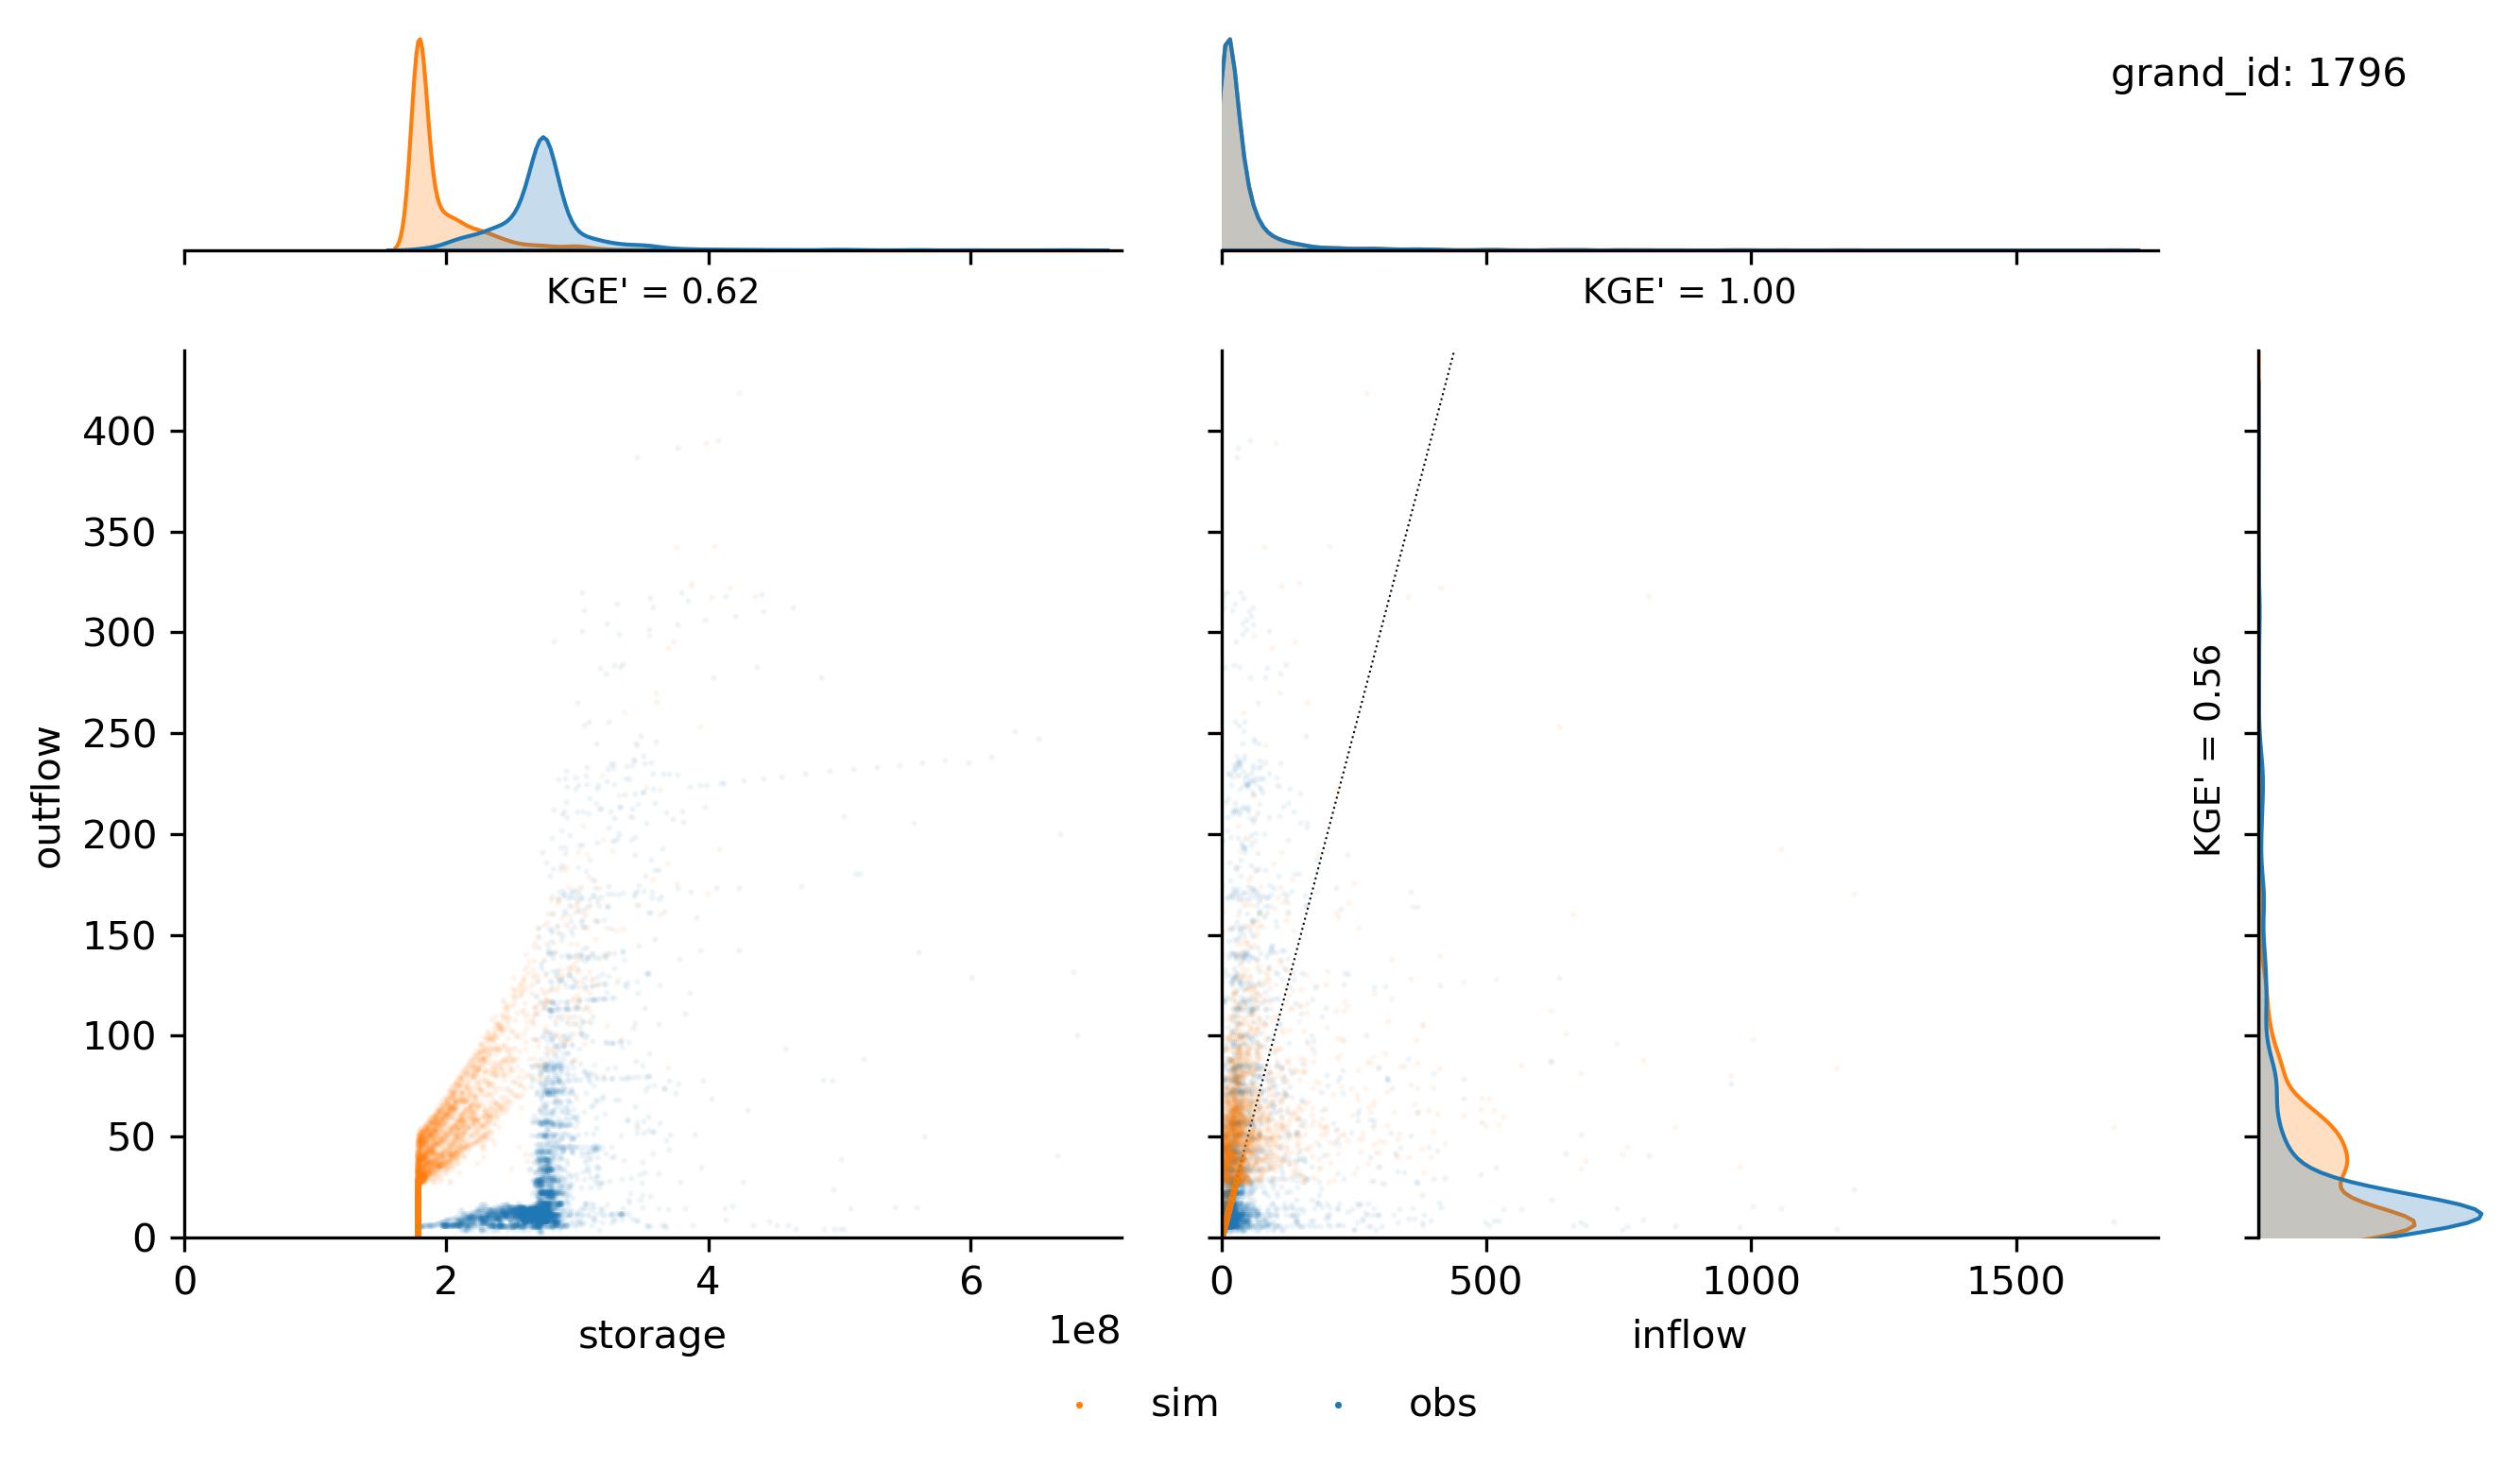 grand_id: 1796
KGE' = 0.62
KGE' = 1.00
outflow
400
350
300
250
200
150
100
50
0
KGE' = 0.56
0 2 4 6
1e8
storage
0 500 1000 1500
inflow
sim obs